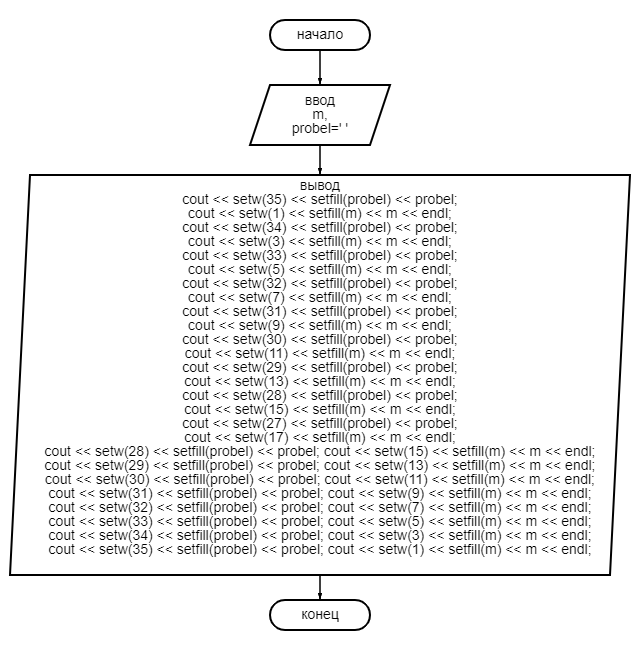 начало
ввод
m,
probel=' '
вывод
cout << setw(35) << setfill(probel) << probel;
cout << setw(1) << setfill(m) << m << endl;
cout << setw(34) << setfill(probel) << probel;
cout << setw(3) << setfill(m) << m << endl;
cout << setw(33) << setfill(probel) << probel;
cout << setw(5) << setfill(m) << m << endl;
cout << setw(32) << setfill(probel) << probel;
cout << setw(7) << setfill(m) << m << endl;
cout << setw(31) << setfill(probel) << probel;
cout << setw(9) << setfill(m) << m << endl;
cout << setw(30) << setfill(probel) << probel;
cout << setw(11) << setfill(m) << m << endl;
cout << setw(29) << setfill(probel) << probel;
cout << setw(13) << setfill(m) << m << endl;
cout << setw(28) << setfill(probel) << probel;
cout << setw(15) << setfill(m) << m << endl;
cout << setw(27) << setfill(probel) << probel;
cout << setw(17) << setfill(m) << m << endl;
cout << setw(28) << setfill(probel) << probel; cout << setw(15) << setfill(m) << m << endl;
cout << setw(29) << setfill(probel) << probel; cout << setw(13) << setfill(m) << m << endl;
cout << setw(30) << setfill(probel) << probel; cout << setw(11) << setfill(m) << m << endl;
cout << setw(31) << setfill(probel) << probel; cout << setw(9) << setfill(m) << m << endl;
cout << setw(32) << setfill(probel) << probel; cout << setw(7) << setfill(m) << m << endl;
cout << setw(33) << setfill(probel) << probel; cout << setw(5) << setfill(m) << m << endl;
cout << setw(34) << setfill(probel) << probel; cout << setw(3) << setfill(m) << m << endl;
cout << setw(35) << setfill(probel) << probel; cout << setw(1) << setfill(m) << m << endl;
конец